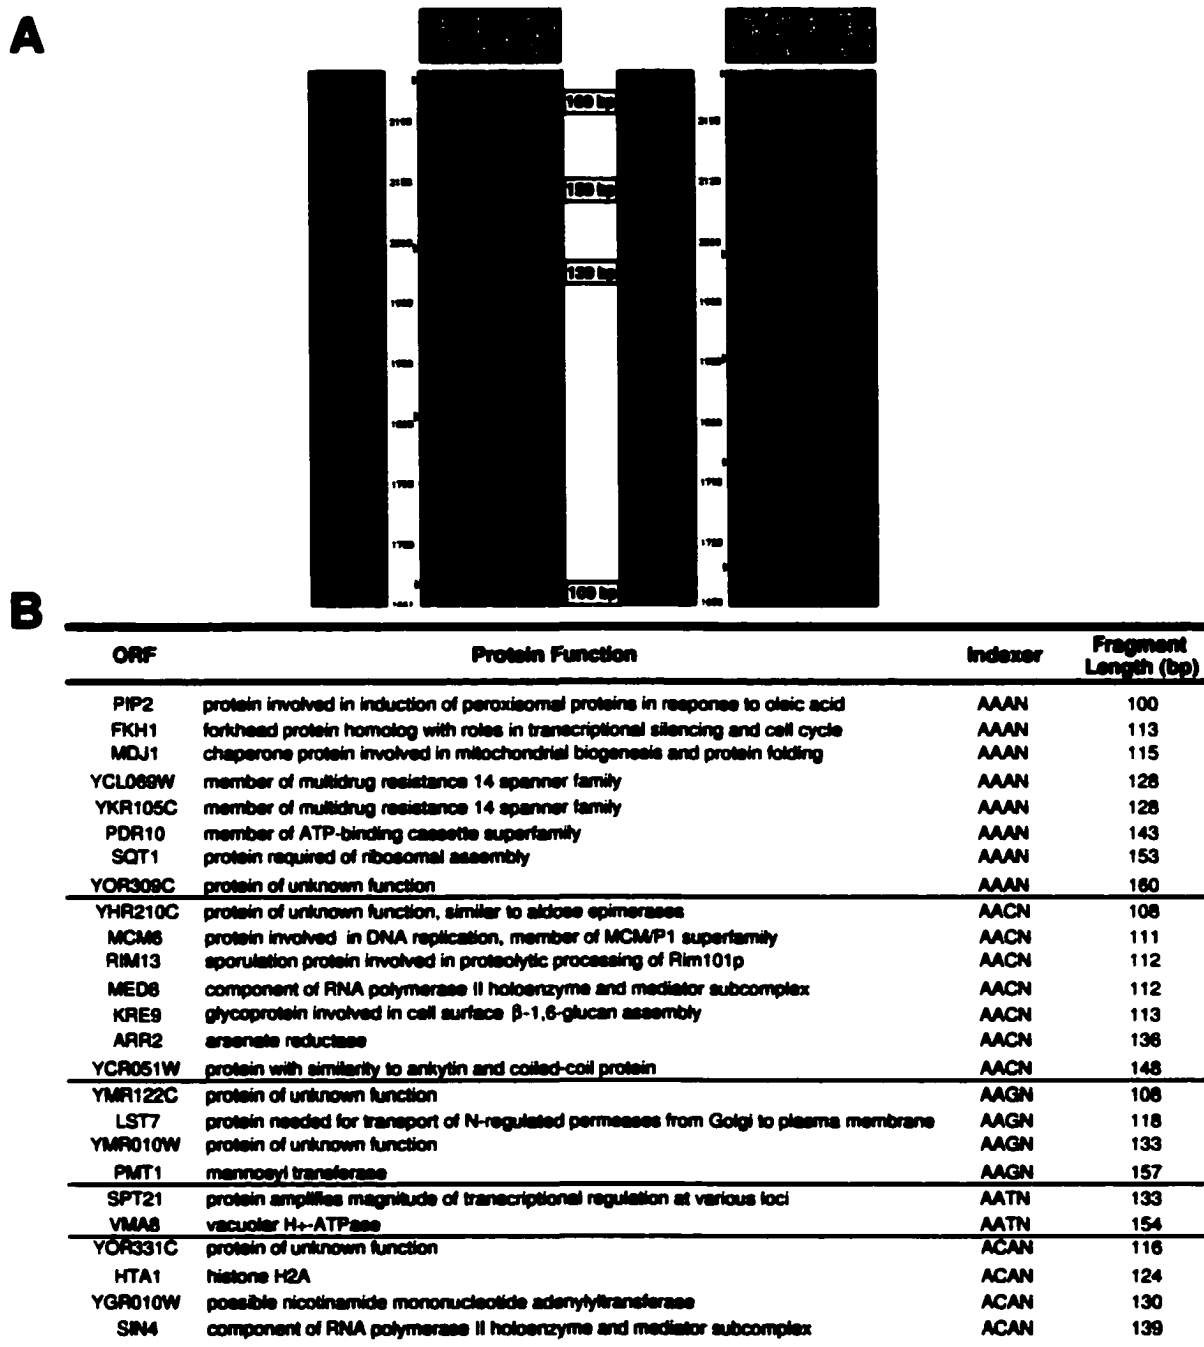 A
160 bp
150 bp
100 bp
B
ORF Protein Function Indexer Fragment Length (bp)
PIP2 protein involved in induction of peroxisomal proteins in response to oleic acid AAAN 100
FKH1 forkhead protein homolog with roles in transcriptional silencing and cell cycle AAAN 113
MDJ1 chaperone protein involved in mitochondrial biogenesis and protein folding AAAN 115
YCL069W member of multidrug resistance 14 spanner family AAAN 128
YKR105C member of multidrug resistance 14 spanner family AAAN 128
PDR10 member of ATP-binding cassette superfamily AAAN 143
SQT1 protein required of ribosomal assembly AAAN 153
YOR309C protein of unknown function AAAN 160
YHR210C protein of unknown function, similar to aldose epimerases AACN 108
MCM6 protein involved in DNA replication, member of MCM/P1 superfamily AACN 111
RIM13 sporulation protein involved in proteolytic processing of Rim101p AACN 112
MED8 component of RNA polymerase II holoenzyme and mediator subcomplex AACN 112
KRE9 glycoprotein involved in cell surface β-1,6-glucan assembly AACN 113
ARR2 arsenate reductase AACN 136
YCR051W protein with similarity to ankytin and coiled-coil protein AACN 148
YMR122C protein of unknown function AAGN 108
LST7 protein needed for transport of N-regulated permeases from Golgi to plasma membrane AAGN 118
YMR010W protein of unknown function AAGN 133
PMT1 mannosyl transferase AAGN 157
SPT21 protein amplifies magnitude of transcriptional regulation at various loci AATN 133
VMA8 vacuolar H+-ATPase AATN 154
YOR331C protein of unknown function ACAN 116
HTA1 histone H2A ACAN 124
YGR010W possible nicotinamide mononucleotide adenylyltransferase ACAN 130
SIN4 component of RNA polymerase II holoenzyme and mediator subcomplex ACAN 139